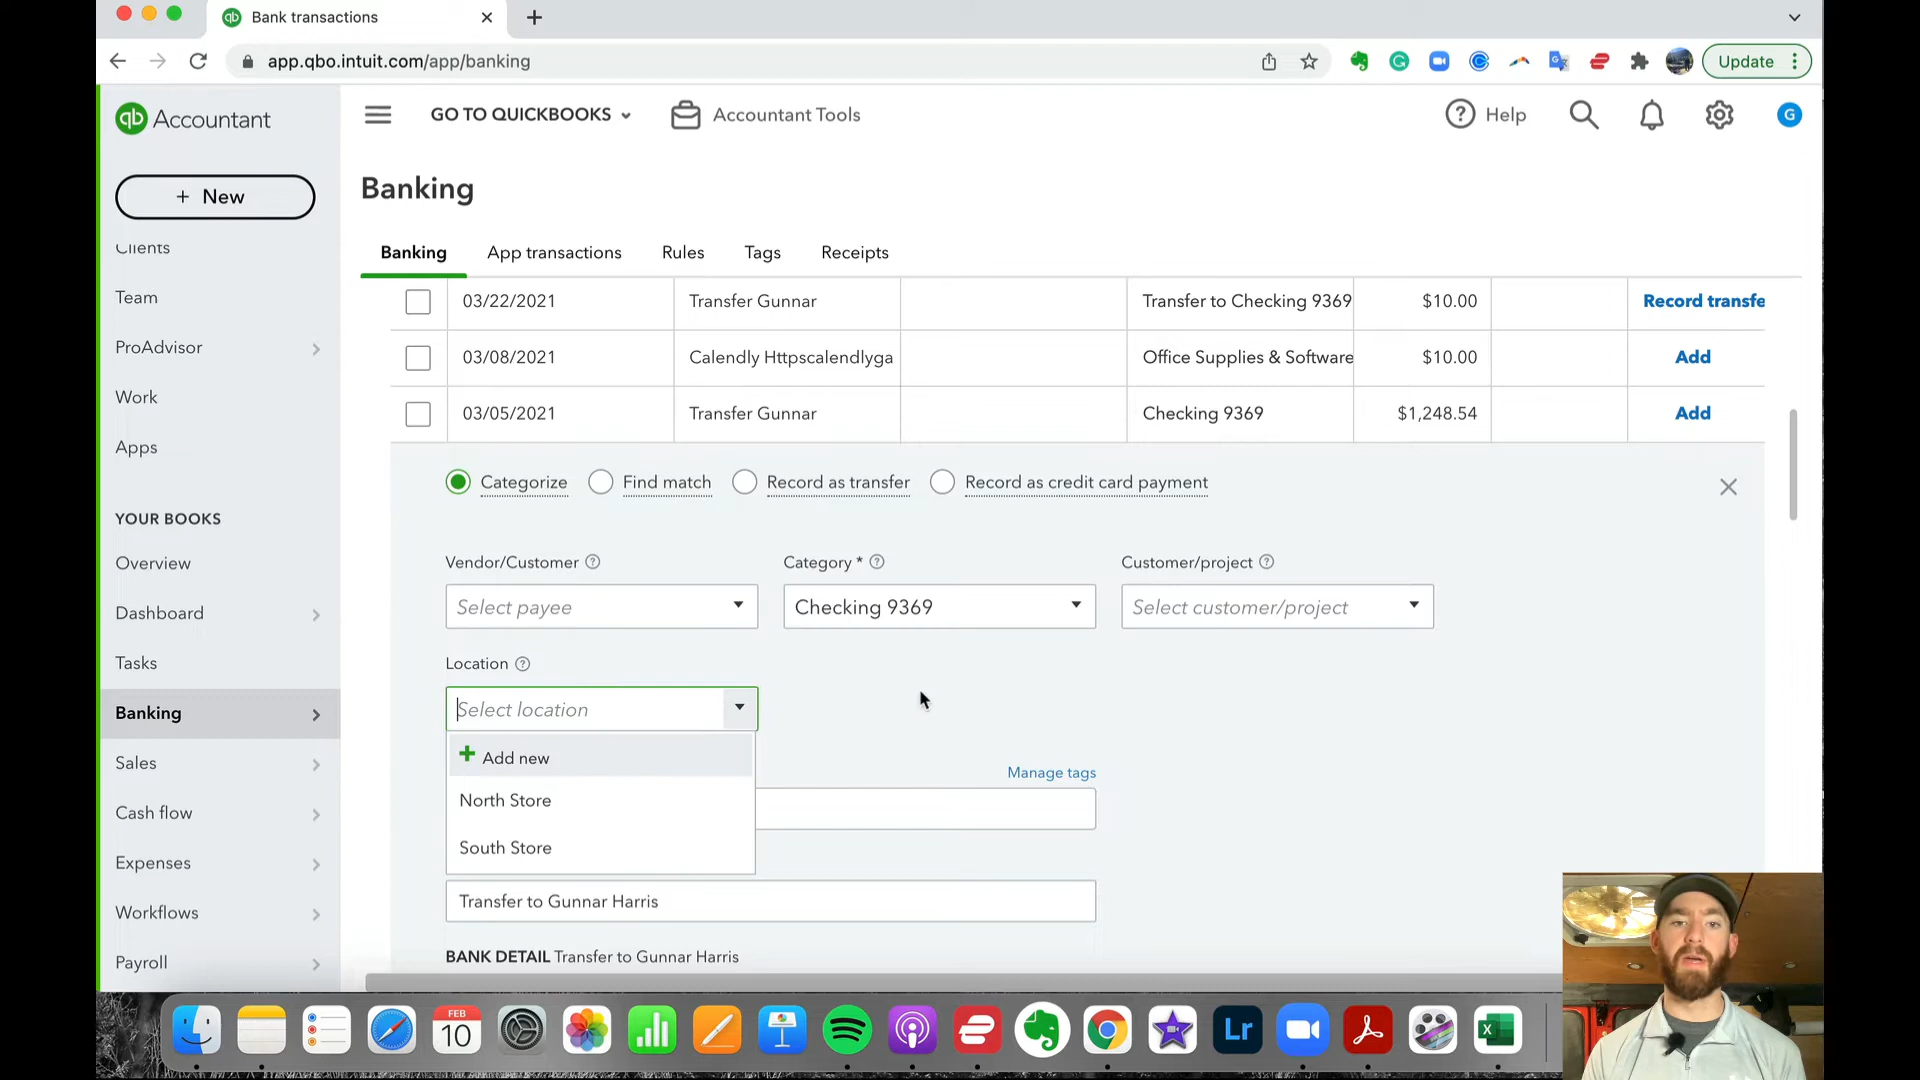 Bank transactions
app.qbo.intuit.com/app/banking
Update
qb Accountant
GO TO QUICKBOOKS
Accountant Tools
Help
G
+ New
Banking
Clients
Team
ProAdvisor
Work
Apps
YOUR BOOKS
Overview
Dashboard
Tasks
Banking
Sales
Cash flow
Expenses
Workflows
Payroll
Banking App transactions Rules Tags Receipts
03/22/2021 Transfer Gunnar Transfer to Checking 9369 $10.00 Record transfe
03/08/2021 Calendly Httpscalendlyga Office Supplies & Software $10.00 Add
03/05/2021 Transfer Gunnar Checking 9369 $1,248.54 Add
Categorize Find match Record as transfer Record as credit card payment
Vendor/Customer Category * Customer/project
Select payee Checking 9369 Select customer/project
Location
Select location
Add new
North Store
South Store
Manage tags
Transfer to Gunnar Harris
BANK DETAIL Transfer to Gunnar Harris
FEB
10
Lr
X